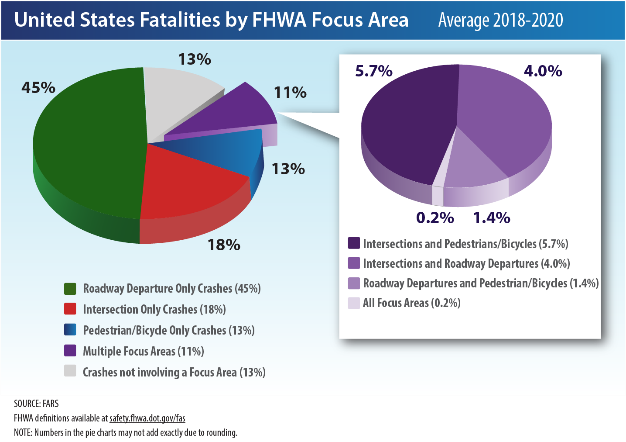 United States Fatalities by FHWA Focus Area Average 2018-2020
45%
13%
11%
13%
18%
5.7%
4.0%
0.2%
1.4%
Intersections and Pedestrians/Bicycles (5.7%)
Intersections and Roadway Departures (4.0%)
Roadway Departures and Pedestrian/Bicycles (1.4%)
All Focus Areas (0.2%)
Roadway Departure Only Crashes (45%)
Intersection Only Crashes (18%)
Pedestrian/Bicycle Only Crashes (13%)
Multiple Focus Areas (11%)
Crashes not involving a Focus Area (13%)
SOURCE: FARS
FHWA definitions available at safety.fhwa.dot.gov/fas
NOTE: Numbers in the pie charts may not add exactly due to rounding.